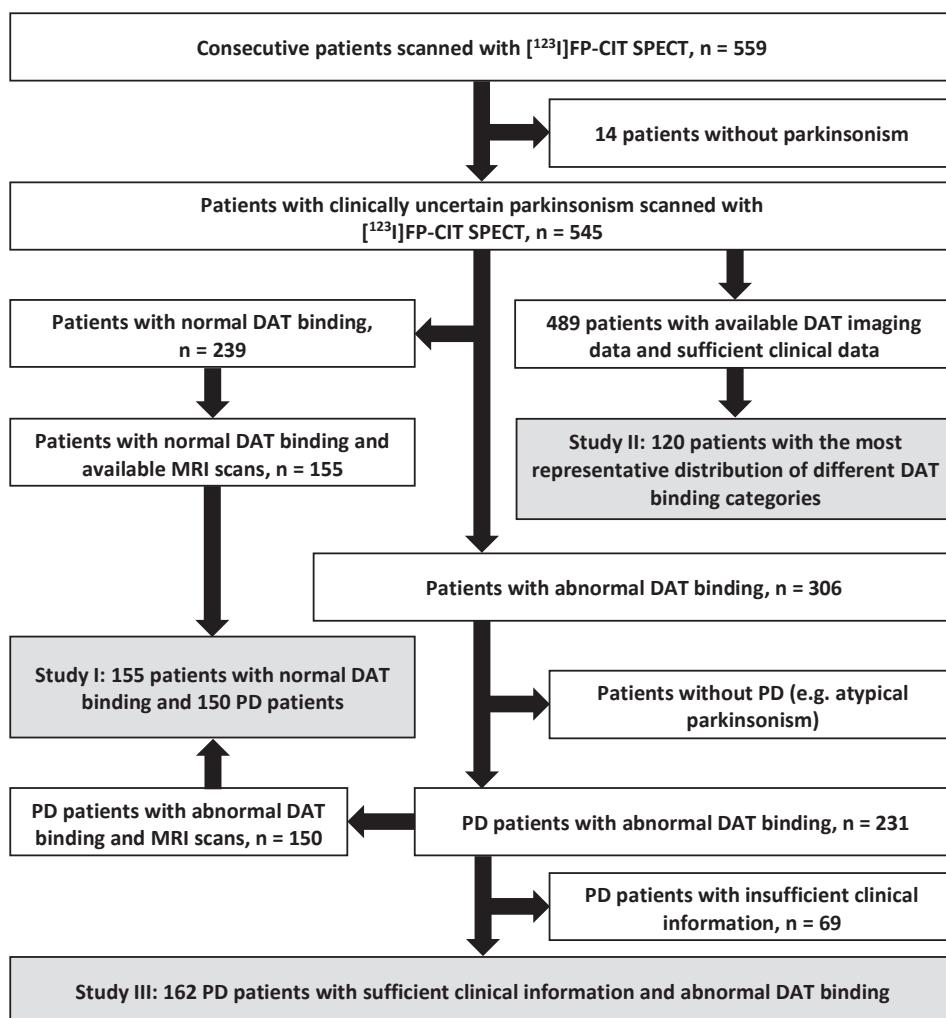 Consecutive patients scanned with [¹²³I]FP-CIT SPECT, n = 559
14 patients without parkinsonism
Patients with clinically uncertain parkinsonism scanned with
[¹²³I]FP-CIT SPECT, n = 545
Patients with normal DAT binding,
n = 239
489 patients with available DAT imaging
data and sufficient clinical data
Patients with normal DAT binding and
available MRI scans, n = 155
Study II: 120 patients with the most
representative distribution of different DAT
binding categories
Patients with abnormal DAT binding, n = 306
Study I: 155 patients with normal DAT
binding and 150 PD patients
Patients without PD (e.g. atypical
parkinsonism)
PD patients with abnormal DAT
binding and MRI scans, n = 150
PD patients with abnormal DAT binding, n = 231
PD patients with insufficient clinical
information, n = 69
Study III: 162 PD patients with sufficient clinical information and abnormal DAT binding